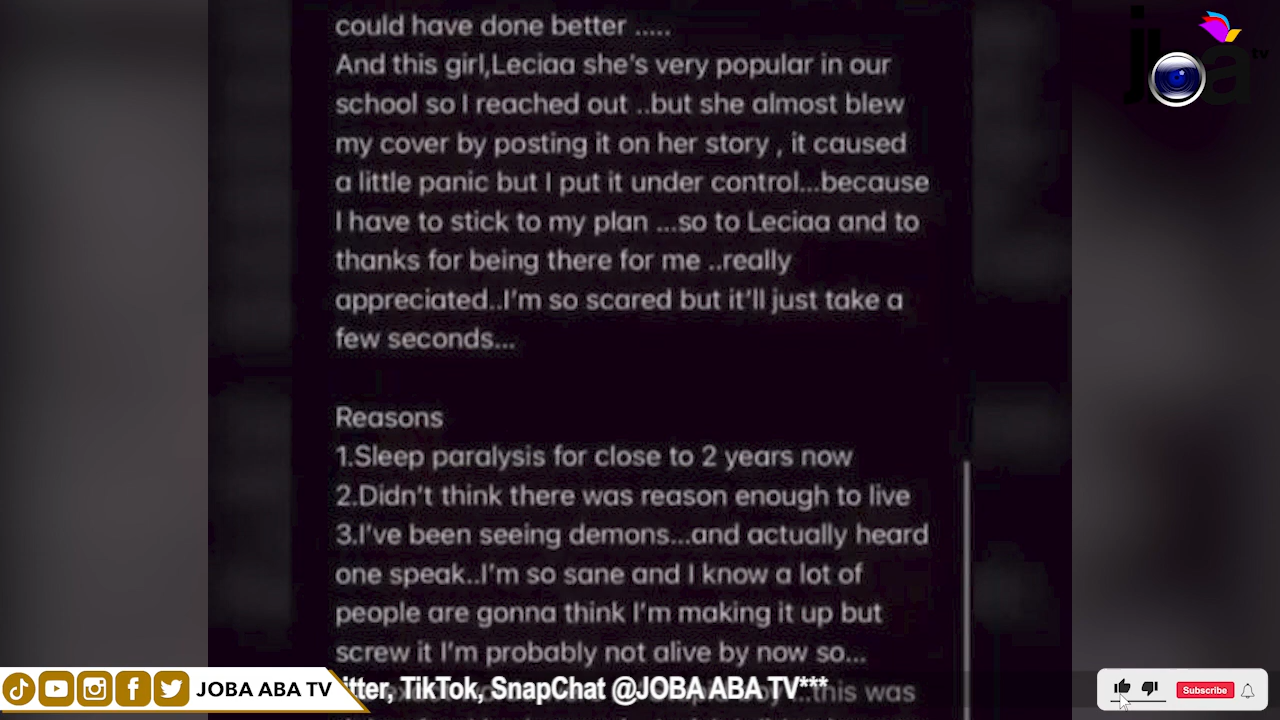 could have done better .....
And this girl,Leciaa she's very popular in our
school so I reached out ..but she almost blew
my cover by posting it on her story , it caused
a little panic but I put it under control...because
I have to stick to my plan ...so to Leciaa and to
thanks for being there for me ..really
appreciated..I'm so scared but it'll just take a
few seconds...
Reasons
1.Sleep paralysis for close to 2 years now
2.Didn't think there was reason enough to live
3.I've been seeing demons...and actually heard
one speak..I'm so sane and I know a lot of
people are gonna think I'm making it up but
screw it I'm probably not alive by now so...
this was
JOBA ABA TV
itter, TikTok, SnapChat @JOBA ABA TV***
Subscribe
tv